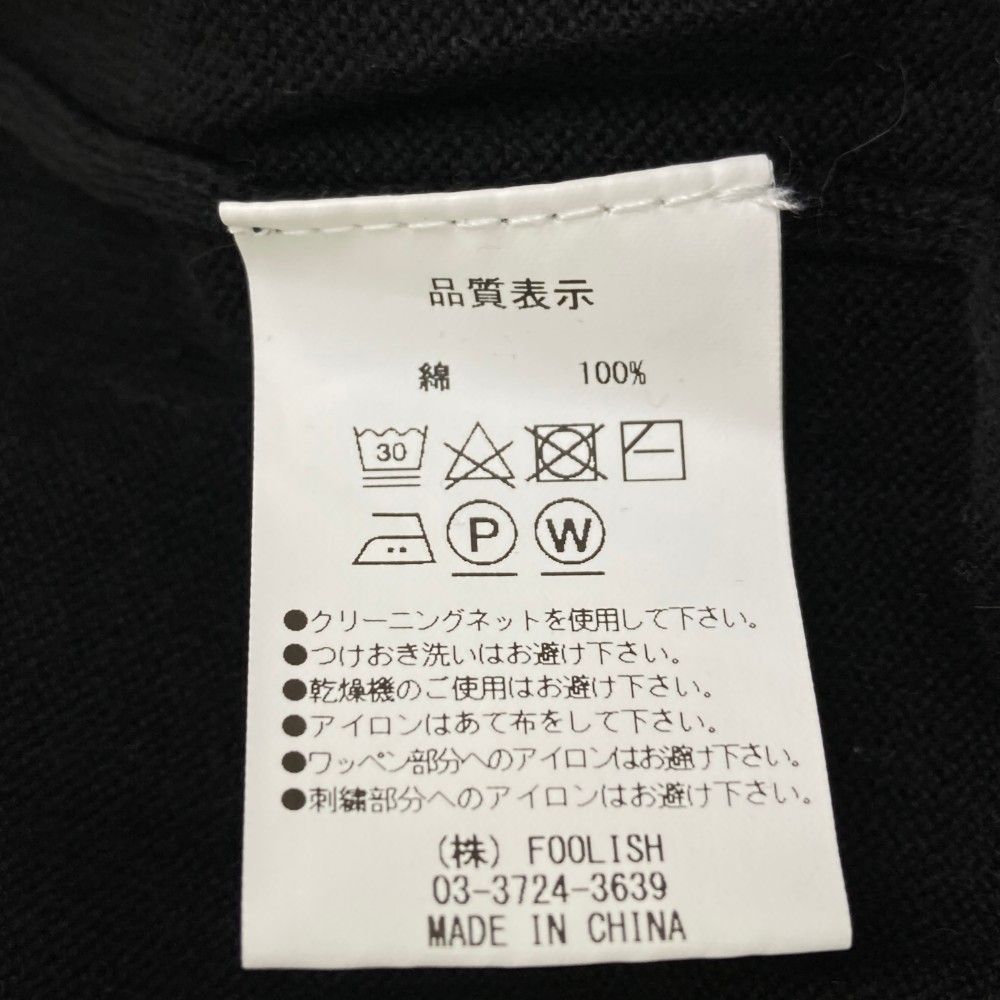 品質表示
綿 100%
30
P W
●クリーニングネットを使用して下さい。
●つけおき洗いはお避け下さい。
●乾燥機のご使用はお避け下さい。
●アイロンはあて布をして下さい。
●ワッペン部分へのアイロンはお避け下さい。
●刺繍部分へのアイロンはお避け下さい。
(株) FOOLISH
03-3724-3639
MADE IN CHINA